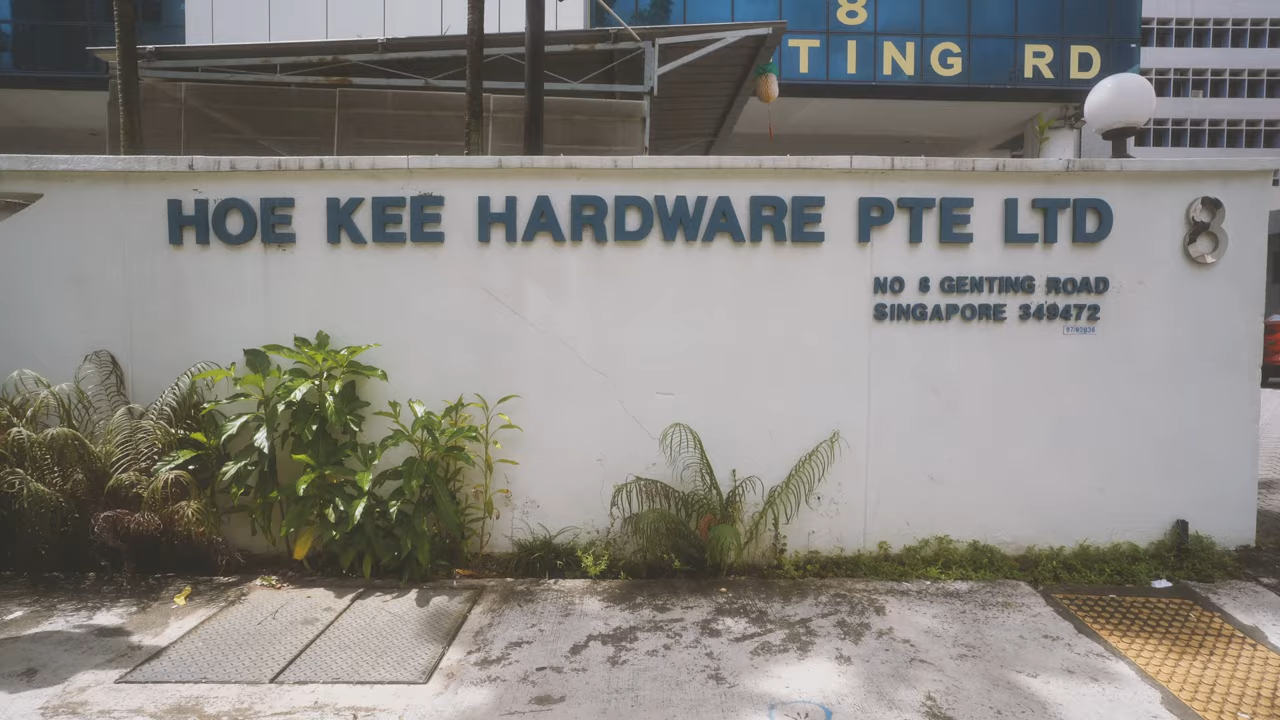 8
TING RD
HOE KEE HARDWARE PTE LTD
8
NO 8 GENTING ROAD
SINGAPORE 349472